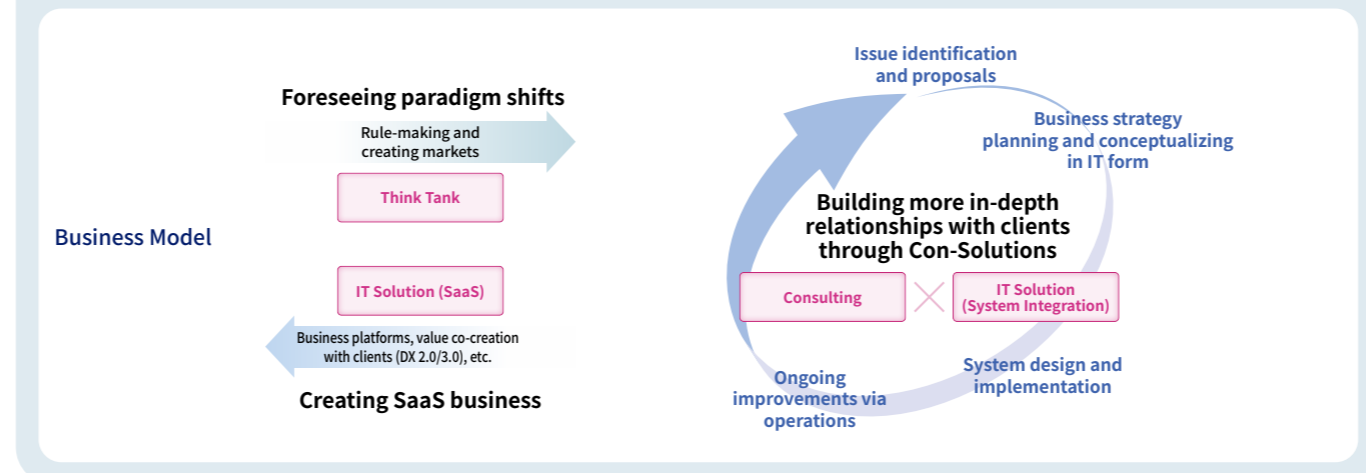 Business Model
Foreseeing paradigm shifts
Rule-making and
creating markets
Think Tank
IT Solution (SaaS)
Business platforms, value co-creation
with clients (DX 2.0/3.0), etc.
Creating SaaS business
Issue identification
and proposals
Business strategy
planning and conceptualizing
in IT form
Building more in-depth
relationships with clients
through Con-Solutions
Consulting
IT Solution
(System Integration)
System design and
implementation
Ongoing
improvements via
operations